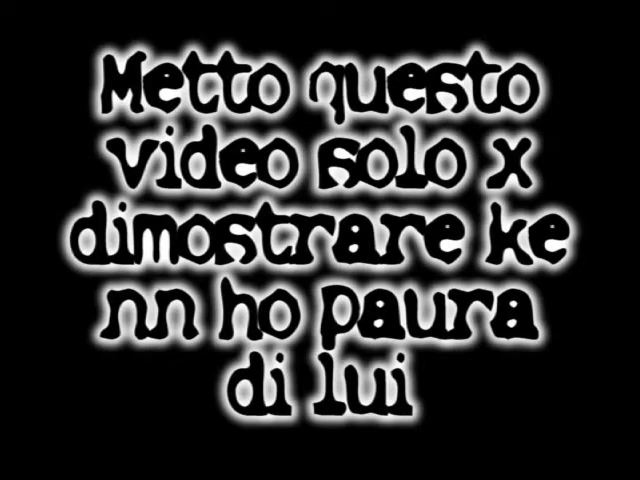 Metto questo
video solo x
dimostrare ke
nn ho paura
di lui